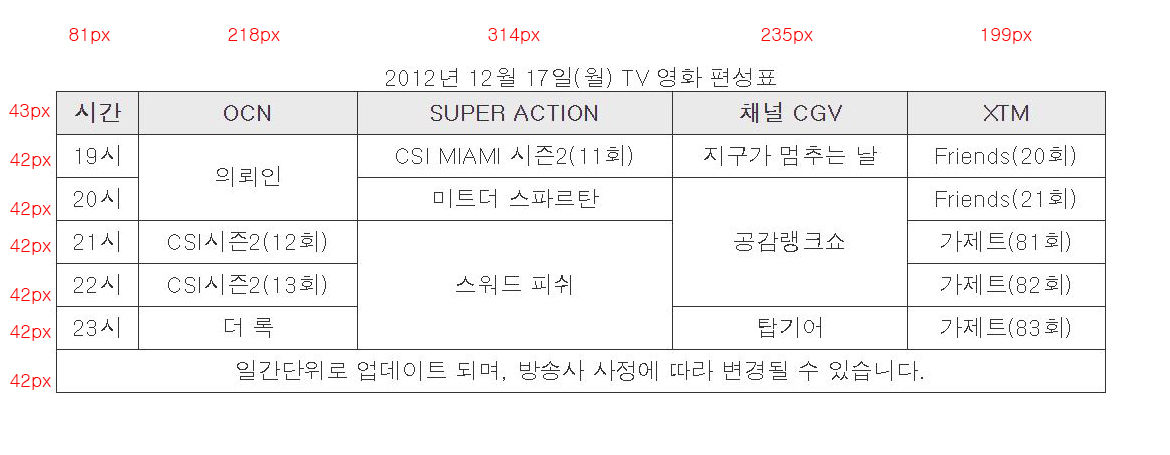 81px 218px 314px 235px 199px
2012년 12월 17일(월) TV 영화 편성표
43px 시간 OCN SUPER ACTION 채널 CGV XTM
42px 19시 의뢰인 CSI MIAMI 시즌2(11회) 지구가 멈추는 날 Friends(20회)
42px 20시 미트더 스파르탄 공감랭크쇼 Friends(21회)
42px 21시 CSI시즌2(12회) 스워드 피쉬 가제트(81회)
42px 22시 CSI시즌2(13회) 가제트(82회)
42px 23시 더 록 탑기어 가제트(83회)
42px 일간단위로 업데이트 되며, 방송사 사정에 따라 변경될 수 있습니다.